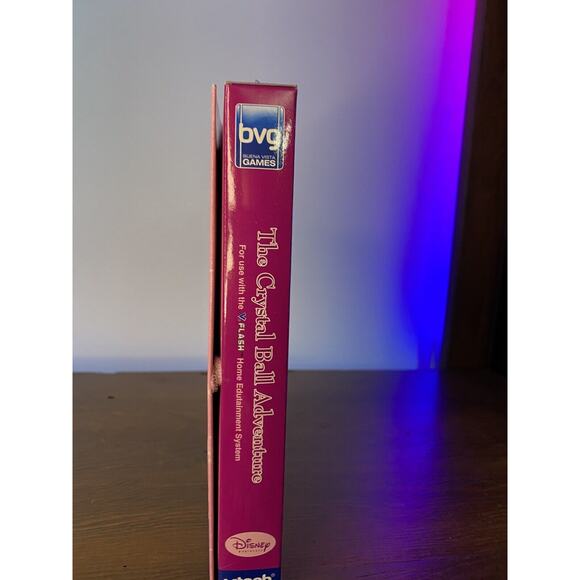 bvg
BUENA VISTA
GAMES
The Crystal Ball Adventure
For use with the V. FLASH Home Edutainment System
Disney
vtech